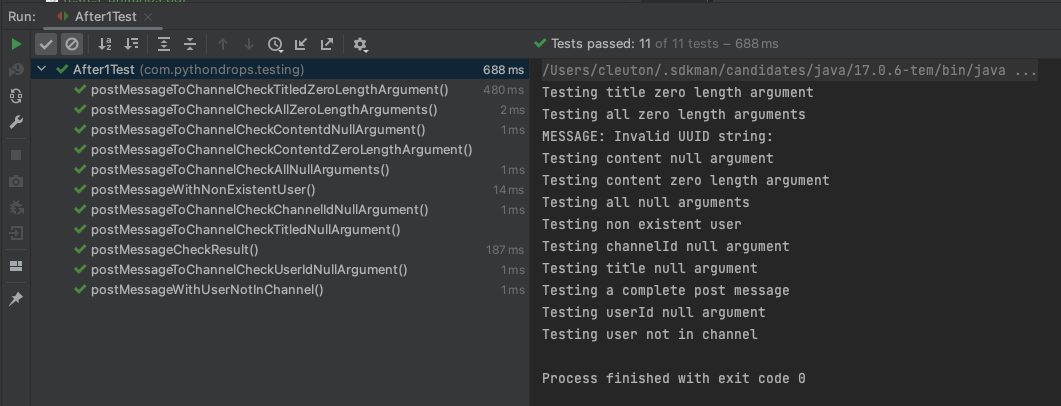 Run: After1Test
Tests passed: 11 of 11 tests – 688 ms
After1Test (com.pythondrops.testing) 688 ms
postMessageToChannelCheckTitledZeroLengthArgument() 480 ms
postMessageToChannelCheckAllZeroLengthArguments() 2 ms
postMessageToChannelCheckContentdNullArgument() 1 ms
postMessageToChannelCheckContentdZeroLengthArgument()
postMessageToChannelCheckAllNullArguments() 1 ms
postMessageWithNonExistentUser() 14 ms
postMessageToChannelCheckChannelIdNullArgument() 1 ms
postMessageToChannelCheckTitledNullArgument()
postMessageCheckResult() 187 ms
postMessageToChannelCheckUserIdNullArgument() 1 ms
postMessageWithUserNotInChannel() 1 ms
/Users/cleuton/.sdkman/candidates/java/17.0.6-tem/bin/java ...
Testing title zero length argument
Testing all zero length arguments
MESSAGE: Invalid UUID string:
Testing content null argument
Testing content zero length argument
Testing all null arguments
Testing non existent user
Testing channelId null argument
Testing title null argument
Testing a complete post message
Testing userId null argument
Testing user not in channel
Process finished with exit code 0